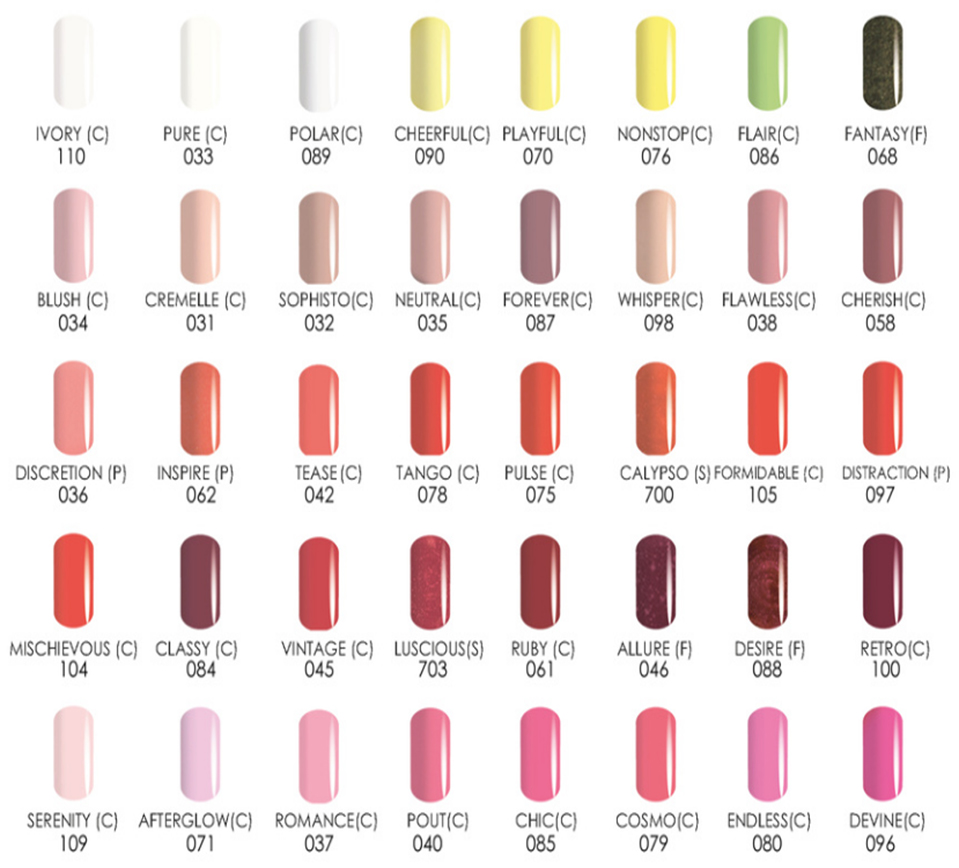 IVORY (C) PURE (C) POLAR(C) CHEERFUL(C) PLAYFUL(C) NONSTOP(C) FLAIR(C) FANTASY(F)
110 033 089 090 070 076 086 068
BLUSH (C) CREMELLE (C) SOPHISTO(C) NEUTRAL(C) FOREVER(C) WHISPER(C) FLAWLESS(C) CHERISH(C)
034 031 032 035 087 098 038 058
DISCRETION (P) INSPIRE (P) TEASE(C) TANGO (C) PULSE (C) CALYPSO (S) FORMIDABLE (C) DISTRACTION (P)
036 062 042 078 075 700 105 097
MISCHIEVOUS (C) CLASSY (C) VINTAGE (C) LUSCIOUS(S) RUBY (C) ALLURE (F) DESIRE (F) RETRO(C)
104 084 045 703 061 046 088 100
SERENITY (C) AFTERGLOW(C) ROMANCE(C) POUT(C) CHIC(C) COSMO(C) ENDLESS(C) DEVINE(C)
109 071 037 040 085 079 080 096